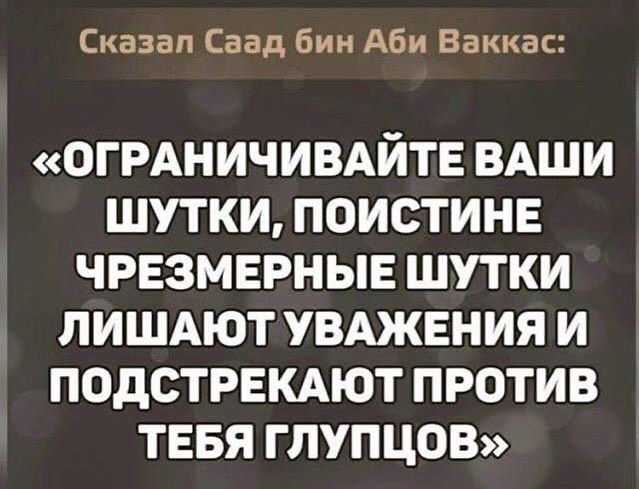 Сказал Саад бин Аби Ваккас:
«ОГРАНИЧИВАЙТЕ ВАШИ
ШУТКИ, ПОИСТИНЕ
ЧРЕЗМЕРНЫЕ ШУТКИ
ЛИШАЮТ УВАЖЕНИЯ И
ПОДСТРЕКАЮТ ПРОТИВ
ТЕБЯ ГЛУПЦОВ»